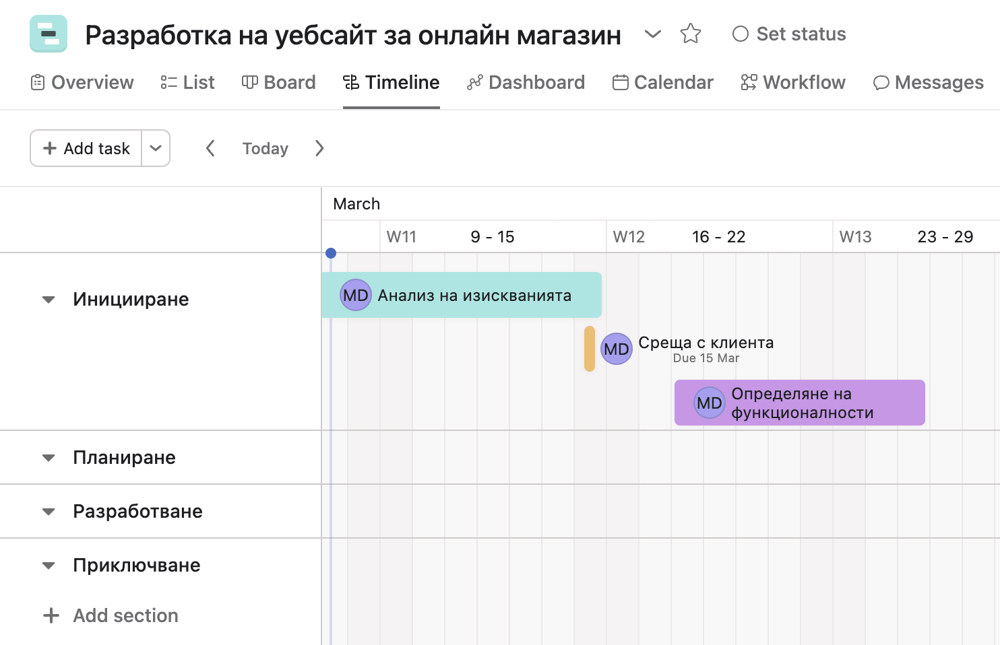 Разработка на уебсайт за онлайн магазин
Set status
Overview
List
Board
Timeline
Dashboard
Calendar
Workflow
Messages
Add task
Today
March
W11 9 - 15
W12 16 - 22
W13 23 - 29
Иницииране
MD Анализ на изискванията
MD Среща с клиента
Due 15 Mar
MD Определяне на
функционалности
Планиране
Разработване
Приключване
Add section